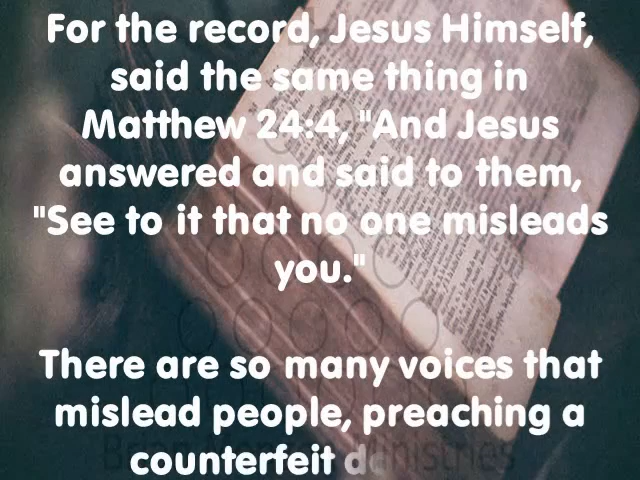 For the record, Jesus Himself,
said the same thing in
Matthew 24:4, "And Jesus
answered and said to them,
"See to it that no one misleads
you."
There are so many voices that
mislead people, preaching a
counterfeit